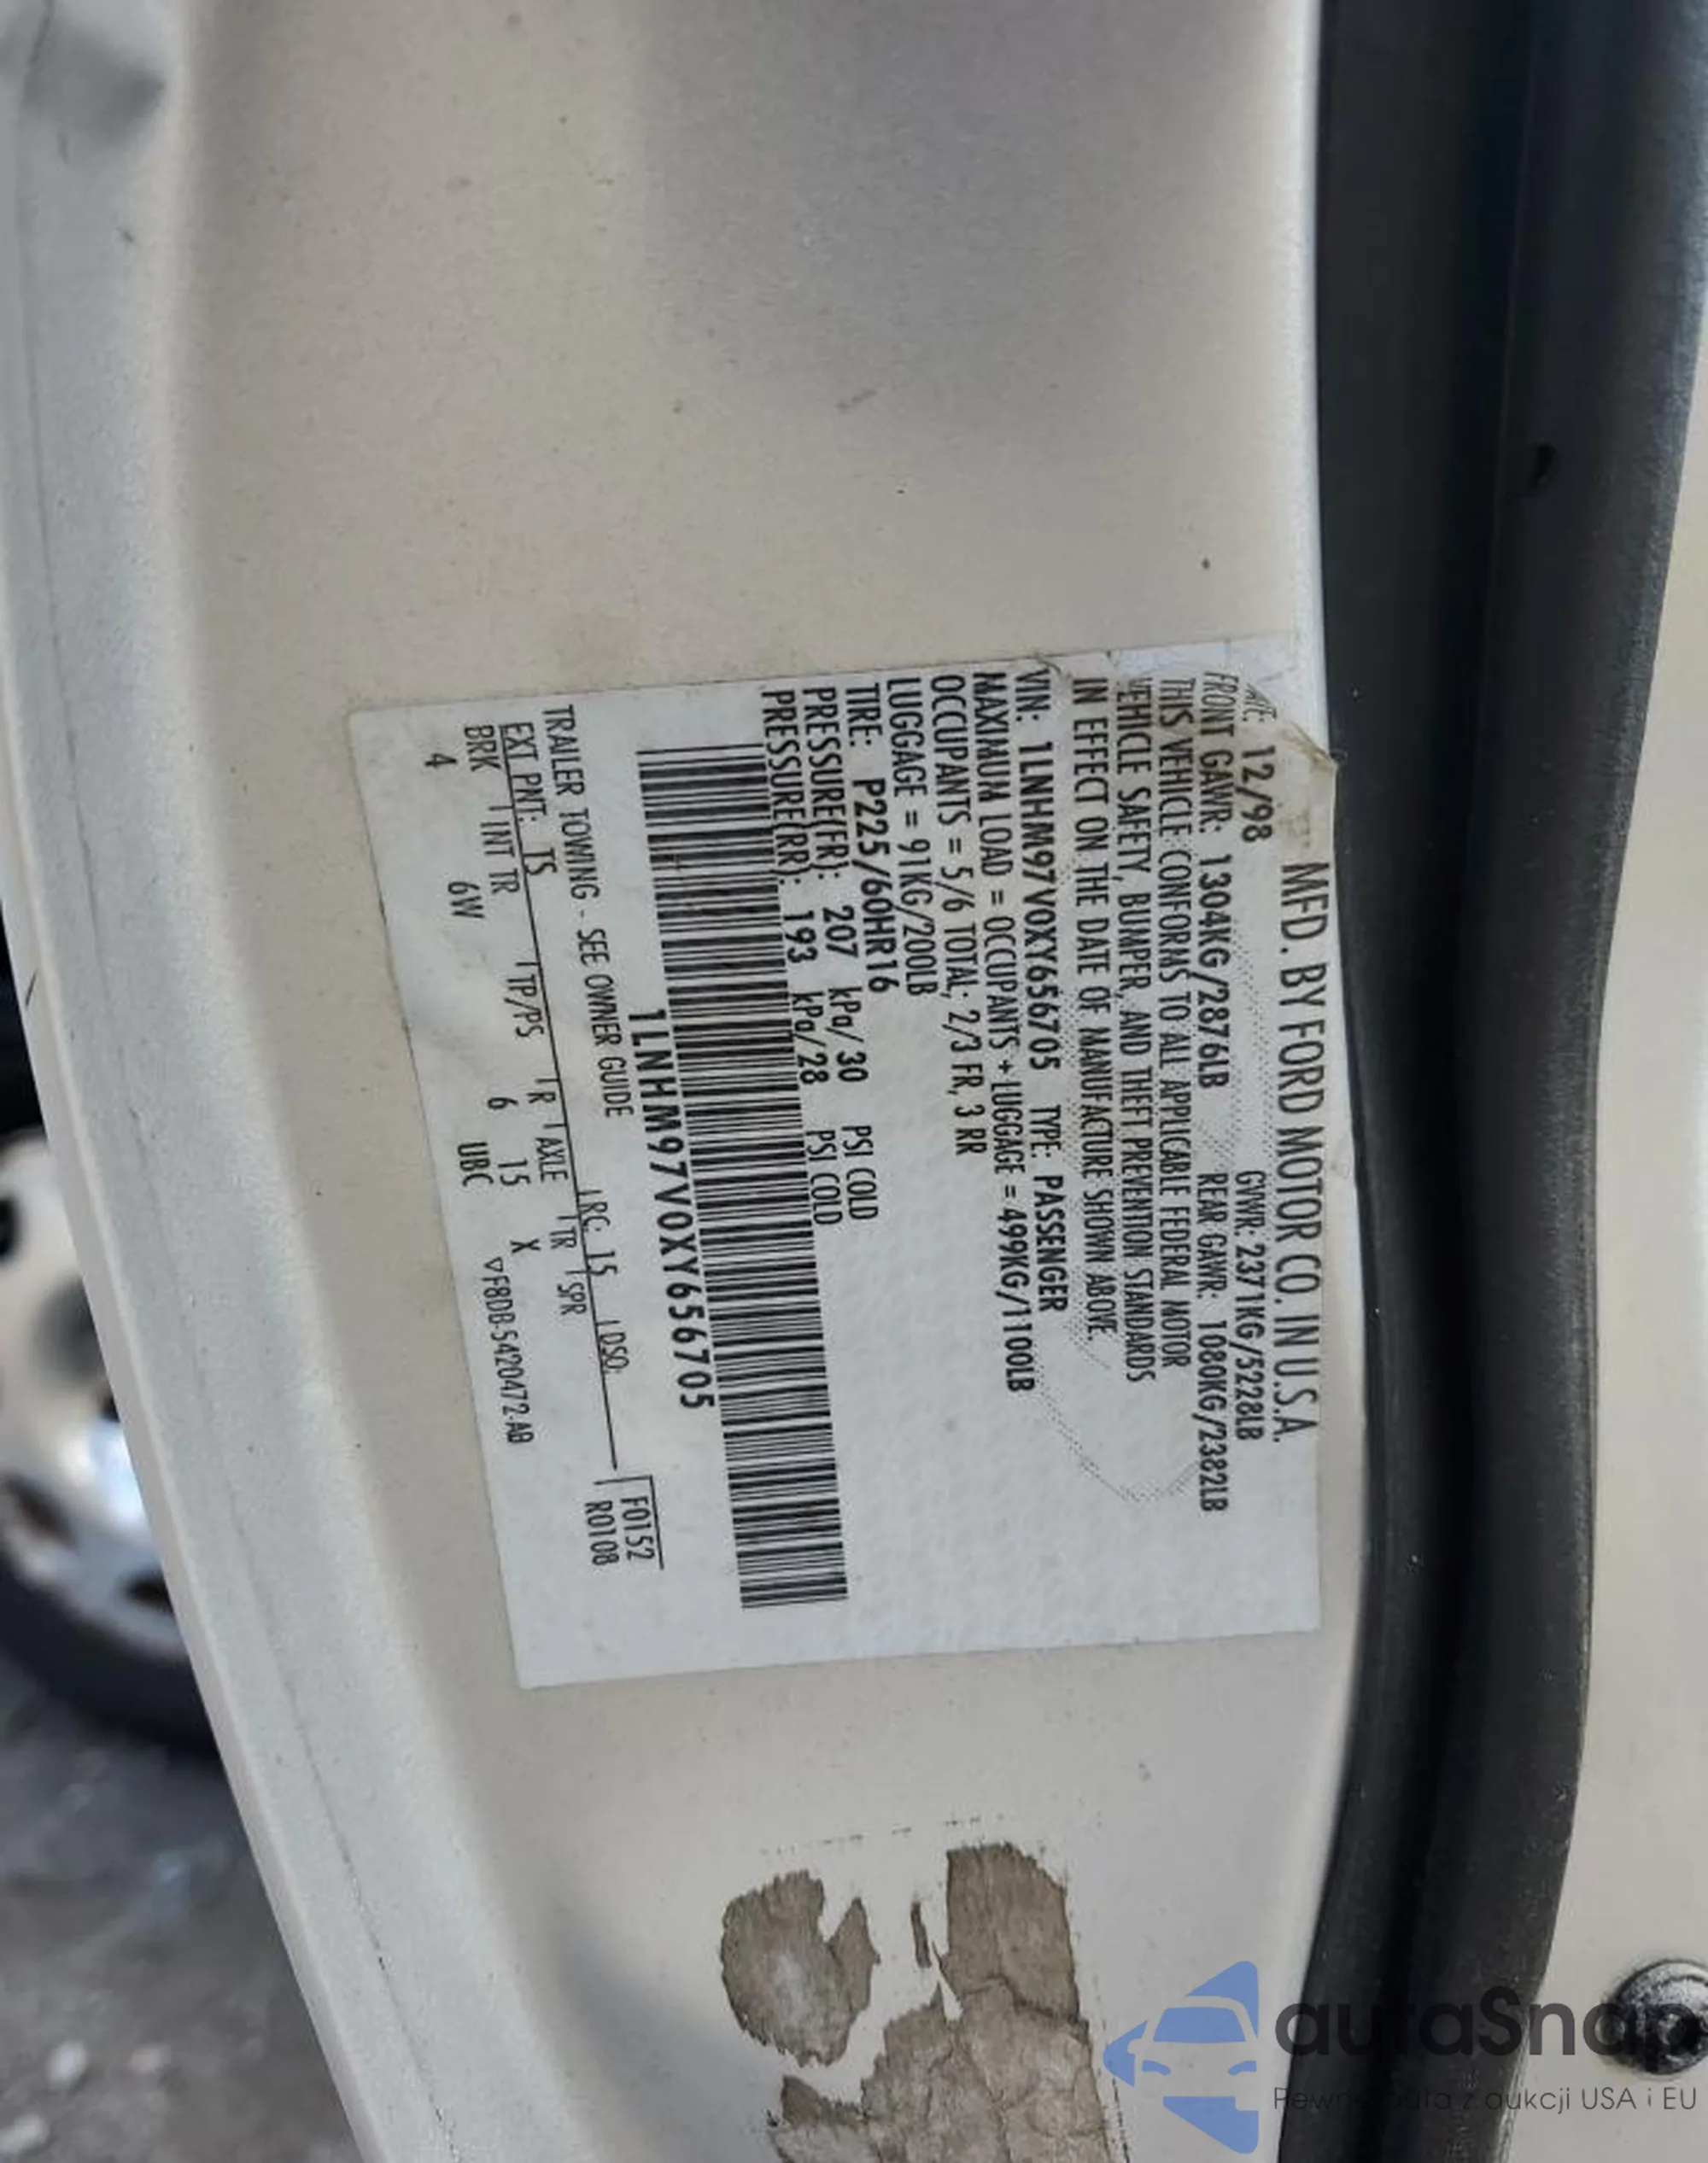 MFD. BY FORD MOTOR CO. IN U.S.A.
12/98 GVWR: 2371KG/5228LB
FRONT GAWR: 1304KG/2876LB REAR GAWR: 1080KG/2382LB
THIS VEHICLE CONFORMS TO ALL APPLICABLE FEDERAL MOTOR
VEHICLE SAFETY, BUMPER, AND THEFT PREVENTION STANDARDS
IN EFFECT ON THE DATE OF MANUFACTURE SHOWN ABOVE.
VIN: 1LNHM97V0XY656705 TYPE: PASSENGER
MAXIMUM LOAD = OCCUPANTS + LUGGAGE = 499KG/1100LB
OCCUPANTS = 5/6 TOTAL; 2/3 FR, 3 RR
LUGGAGE = 91KG/200LB
TIRE: P225/60HR16
PRESSURE(FR): 207 kPa/30 PSI COLD
PRESSURE(RR): 193 kPa/28 PSI COLD
1LNHM97V0XY656705
TRAILER TOWING - SEE OWNER GUIDE
F0152
R0108
EXT PNT: TS RC: 15 DSO:
BRK INT TR TP/PS R AXLE TR SPR
4 6W 6 15 X
UBC ▽F8DB-5420472-AB
autaSnap
Pewne auta z aukcji USA i EU